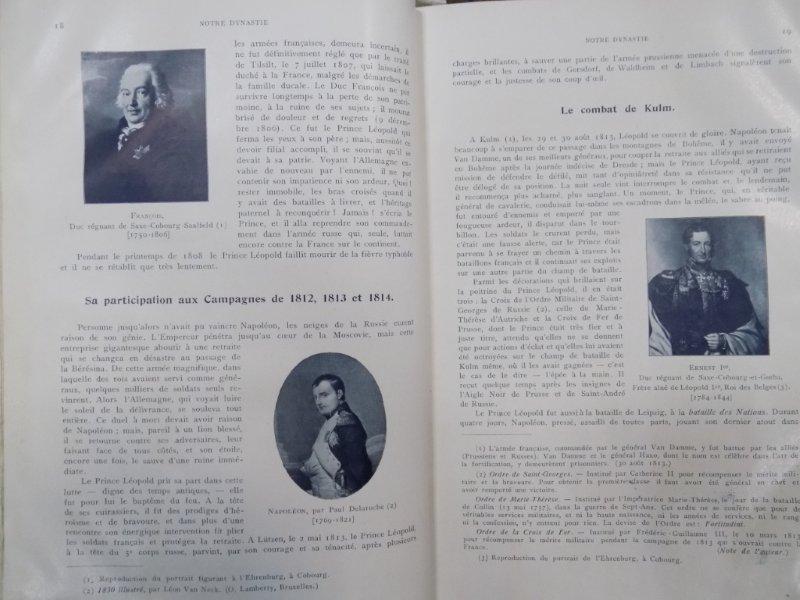 18
NOTRE DYNASTIE
les armées françaises, demeura incertain, il
ne fut définitivement réglé que par le traité
de Tilsitt, le 7 juillet 1807, qui laissait le
duché à la France, malgré les démarches de
la famille ducale. Le Duc François ne put
survivre longtemps à la perte de son patri-
moine, à la ruine de ses sujets ; il mourut
brisé de douleur et de regrets (9 décem-
bre 1806). Ce fut le Prince Léopold qui
ferma les yeux à son père ; mais, aussitôt ce
devoir filial accompli, il se souvint qu'il se
devait à sa patrie. Voyant l'Allemagne en-
vahie de nouveau par l'ennemi, il ne put
contenir son impatience ni son ardeur. Quoi !
rester immobile, les bras croisés quand il
y avait des batailles à livrer, et l'héritage
paternel à reconquérir ! Jamais ! s'écria le
Prince, et il alla reprendre son commande-
ment dans l'armée russe qui, seule, luttait
encore contre la France sur le continent.
FRANÇOIS,
Duc régnant de Saxe-Cobourg-Saalfeld (1)
[1750-1806]
Pendant le printemps de 1808 le Prince Léopold faillit mourir de la fièvre typhoïde
et il ne se rétablit que très lentement.
Sa participation aux Campagnes de 1812, 1813 et 1814.
Personne jusqu'alors n'avait pu vaincre Napoléon, les neiges de la Russie eurent
raison de son génie. L'Empereur pénétra jusqu'au cœur de la Moscovie, mais cette
entreprise gigantesque aboutit à une retraite
qui se changea en désastre au passage de
la Bérésina. De cette armée magnifique, dans
laquelle des rois avaient servi comme géné-
raux, quelques milliers de soldats seuls re-
vinrent. Alors l'Allemagne, qui voyait luire
le soleil de la délivrance, se souleva tout
entière. Ce duel à mort devait avoir raison
de Napoléon ; mais, pareil à un lion blessé,
il se retourne contre ses adversaires, leur
faisant face de tous côtés, et son étoile,
encore une fois, le sauve d'une ruine immé-
diate.
Le Prince Léopold prit sa part dans cette
lutte — digne des temps antiques, — elle
fut pour lui le baptême du feu. A la tête
de ses cuirassiers, il fit des prodiges d'hé-
roïsme et de bravoure, et dans plus d'une
rencontre son énergique intervention fit plier
les soldats français et protégea la retraite. A Lutzen, le 2 mai 1813, le Prince Léopold,
à la tête du 5e corps russe, parvint, par son courage et sa ténacité, après plusieurs
NAPOLÉON, par Paul Delaroche (2)
[1769-1821]
(1) Reproduction du portrait figurant à l'Ehrenburg, à Cobourg.
(2) 1830 illustré, par Léon Van Neck. (O. Lamberty, Bruxelles.)
NOTRE DYNASTIE
19
charges brillantes, à sauver une partie de l'armée prussienne menacée d'une destruction
partielle, et les combats de Gersdorf, de Waldheim et de Limbach signalèrent son
courage et la justesse de son coup d'œil.
Le combat de Kulm.
A Kulm (1), les 29 et 30 août 1813, Léopold se couvrit de gloire. Napoléon tenait
beaucoup à s'emparer de ce passage dans les montagnes de Bohême, il y avait envoyé
Van Damme, un de ses meilleurs généraux, pour couper la retraite aux alliés qui se retiraient
en Bohême après la journée indécise de Dresde ; mais le Prince Léopold, ayant reçu
mission de défendre le défilé, mit tant d'opiniâtreté dans sa résistance qu'il ne put
être délogé de sa position. La nuit seule vint interrompre le combat et, le lendemain,
il recommença plus acharné, plus sanglant. Un moment, le Prince, qui, en véritable
général de cavalerie, conduisait lui-même ses escadrons dans la mêlée, le sabre au poing,
fut entouré d'ennemis et emporté par une
fougueuse ardeur, il disparut dans le tour-
billon. Les soldats le crurent perdu, mais
c'était une fausse alerte, car le Prince était
parvenu à se frayer un chemin à travers les
bataillons français et il continuait ses exploits
sur une autre partie du champ de bataille.
Parmi les décorations qui brillaient sur
la poitrine du Prince Léopold, il en était
trois : la Croix de l'Ordre Militaire de Saint-
Georges de Russie (2), celle de Marie-
Thérèse d'Autriche et la Croix de Fer de
Prusse, dont le Prince était très fier et à
juste titre, attendu qu'elles ne se donnent
que pour actions d'éclat et qu'elles lui avaient
été octroyées sur le champ de bataille de
Kulm même, où il les avait gagnées — c'est
le cas de le dire — l'épée à la main. Il
reçut quelque temps après les insignes de
l'Aigle Noir de Prusse et de Saint-André
de Russie.
ERNEST Ier,
Duc régnant de Saxe-Cobourg-et-Gotha,
Frère aîné de Léopold Ier, Roi des Belges (3).
[1784-1844]
Le Prince Léopold fut aussi à la bataille de Leipzig, à la bataille des Nations. Durant
quatre jours, Napoléon, pressé, assailli de toutes parts, jouant son dernier atout dans
(1) L'armée française, commandée par le général Van Damme, y fut battue par les alliés
(Prussiens et Russes). Van Damme et le général Haxo, dont le nom est célèbre dans l'art de
la fortification, y demeurèrent prisonniers. (30 août 1813.)
(2) Ordre de Saint-Georges. — Institué par Catherine II pour récompenser le mérite mili-
taire et la bravoure. Pour en obtenir la première classe il faut avoir été général en chef et
avoir remporté une victoire.
Ordre de Marie-Thérèse. — Institué par l'Impératrice Marie-Thérèse, le jour de la bataille
de Collin (13 mai 1757), dans la guerre de Sept-Ans. Cet ordre ne se confère que pour de
véritables services militaires, et ni la haute naissance, ni les années de services, ni le rang
ni la confession, n'y entrent pour rien. La devise de l'Ordre est : Fortitudini.
Ordre de la Croix de Fer. — Institué par Frédéric-Guillaume III, le 10 mars 1813
pour récompenser le mérite militaire pendant la campagne de 1813 qui s'ouvrait contre la
France.
(Note de l'auteur.)
(3) Reproduction du portrait de l'Ehrenburg, à Cobourg.